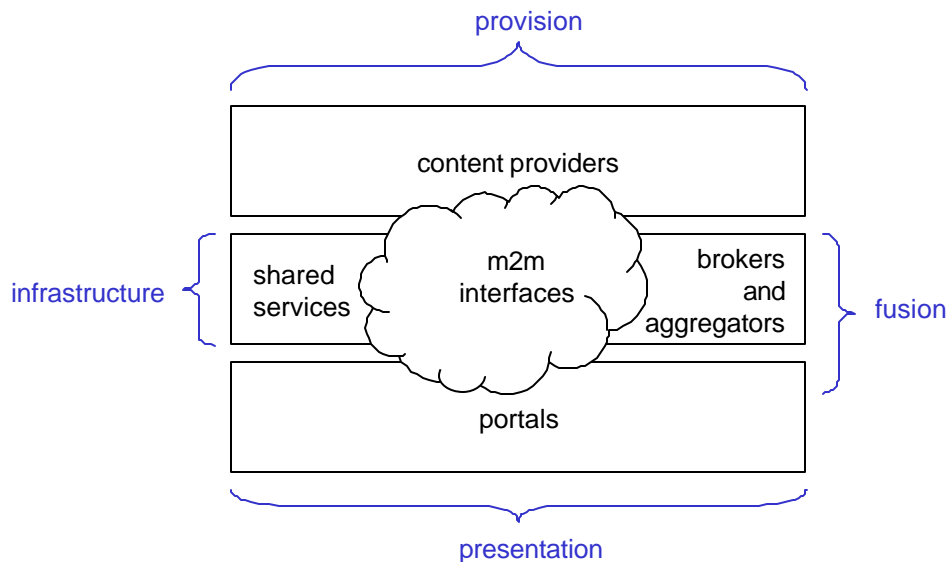 provision
content providers
shared
services
m2m
interfaces
brokers
and
aggregators
infrastructure
fusion
portals
presentation